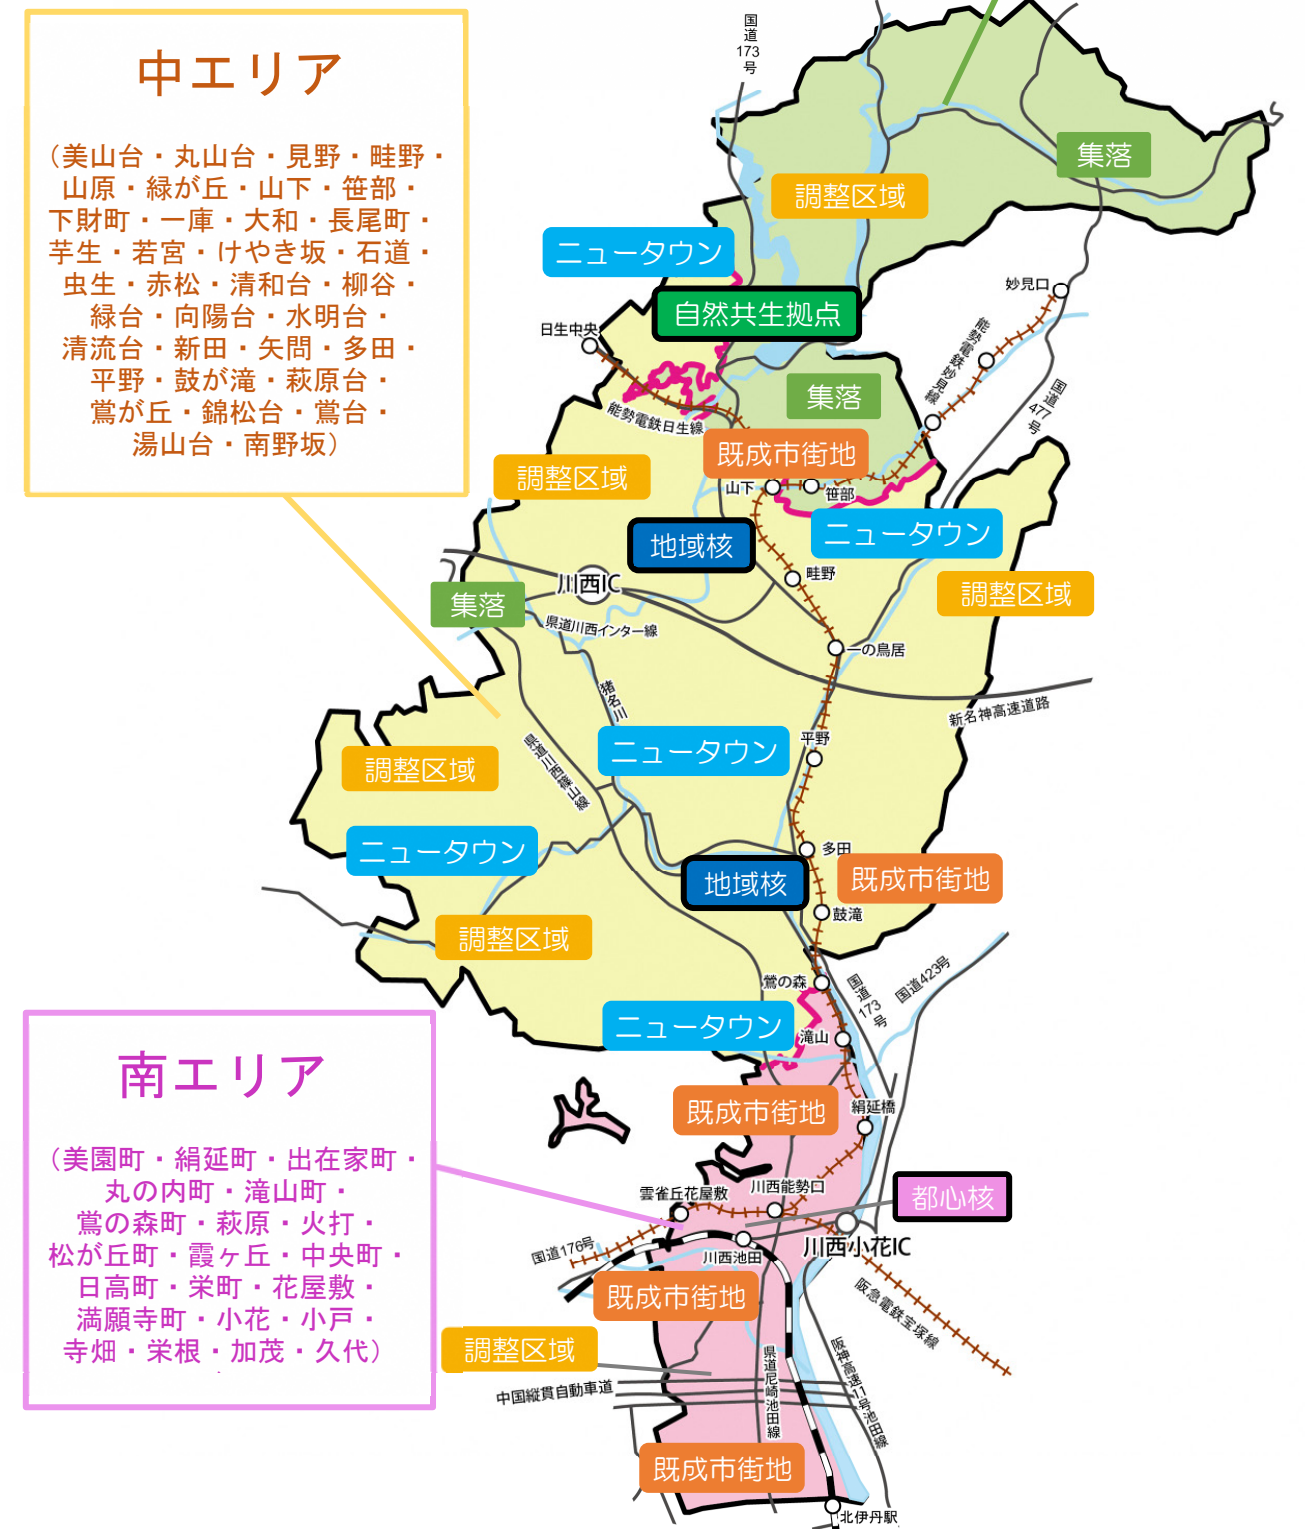 中エリア
（美山台・丸山台・見野・畦野・
山原・緑が丘・山下・笹部・
下財町・一庫・大和・長尾町・
芋生・若宮・けやき坂・石道・
虫生・赤松・清和台・柳谷・
緑台・向陽台・水明台・
清流台・新田・矢問・多田・
平野・鼓が滝・萩原台・
鶯が丘・錦松台・鶯台・
湯山台・南野坂）
国道173号
集落
調整区域
ニュータウン
自然共生拠点
妙見口
日生中央
能勢電鉄妙見線
国道477号
集落
能勢電鉄日生線
既成市街地
調整区域
山下
笹部
ニュータウン
地域核
畦野
川西IC
調整区域
集落
県道川西インター線
一の鳥居
猪名川
新名神高速道路
県道川西篠山線
平野
ニュータウン
調整区域
ニュータウン
多田
地域核
既成市街地
鼓滝
調整区域
鶯の森
国道173号
国道423号
ニュータウン
滝山
既成市街地
絹延橋
南エリア
（美園町・絹延町・出在家町・
丸の内町・滝山町・
鶯の森町・萩原・火打・
松が丘町・霞ヶ丘・中央町・
日高町・栄町・花屋敷・
満願寺町・小花・小戸・
寺畑・栄根・加茂・久代）
雲雀丘花屋敷
川西能勢口
都心核
国道176号
川西池田
川西小花IC
既成市街地
阪急電鉄宝塚線
調整区域
県道尼崎池田線
阪神高速11号池田線
中国縦貫自動車道
既成市街地
北伊丹駅